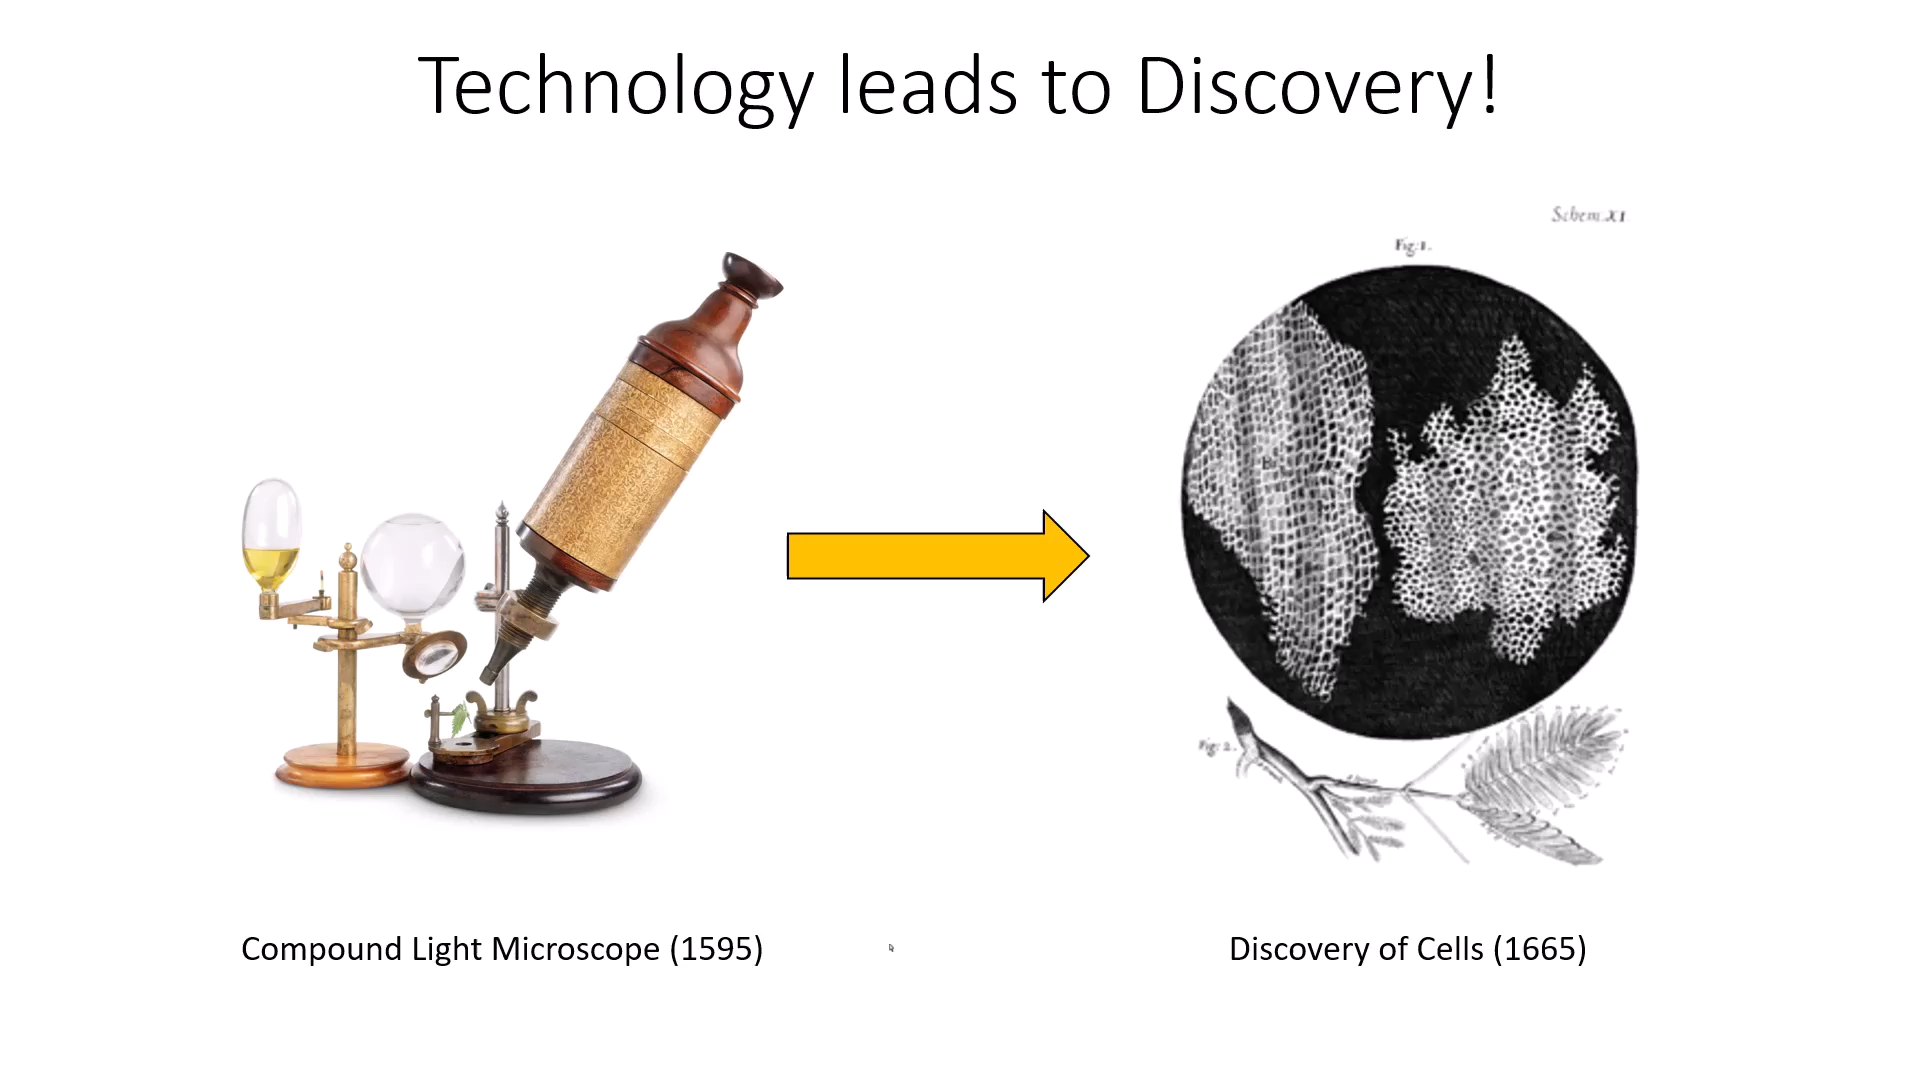 Technology leads to Discovery!
Schem. XI
Fig: 1.
Fig: 2.
Compound Light Microscope (1595)
Discovery of Cells (1665)